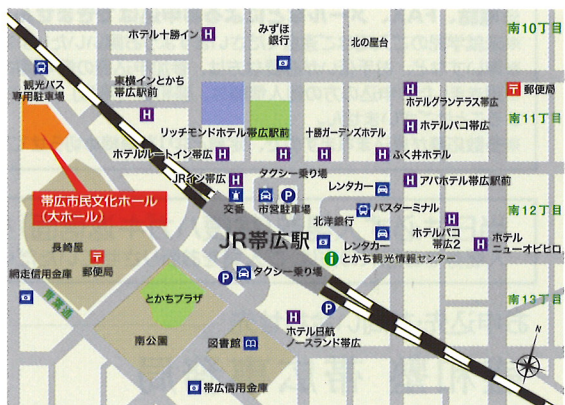 ホテル十勝イン
みずほ
銀行
北の屋台
南10丁目
観光バス
専用駐車場
東横インとかち
帯広駅前
ホテルグランテラス帯広
郵便局
南11丁目
リッチモンドホテル帯広駅前
十勝ガーデンズホテル
ホテルパコ帯広
ホテルルートイン帯広
ふく井ホテル
JRイン帯広
タクシー乗り場
レンタカー
アパホテル帯広駅前
帯広市民文化ホール
(大ホール)
交番
市営駐車場
バスターミナル
南12丁目
JR帯広駅
北洋銀行
レンタカー
ホテルパコ
帯広2
ホテル
ニューオビヒロ
とかち観光情報センター
長崎屋
郵便局
網走信用金庫
タクシー乗り場
とかちプラザ
南13丁目
南公園
図書館
ホテル日航
ノースランド帯広
帯広信用金庫
N